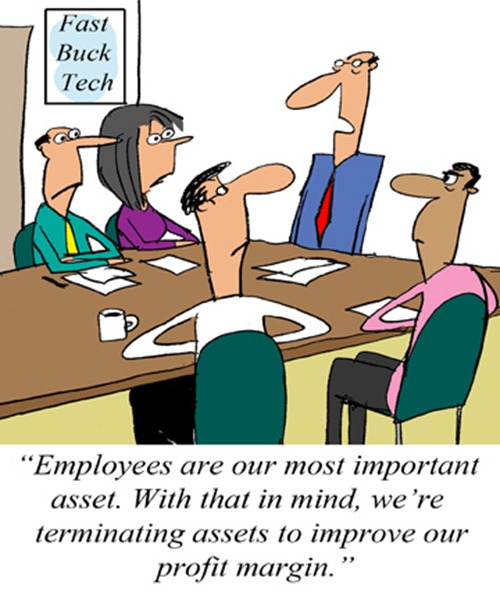 Fast
Buck
Tech
“Employees are our most important
asset. With that in mind, we’re
terminating assets to improve our
profit margin.”